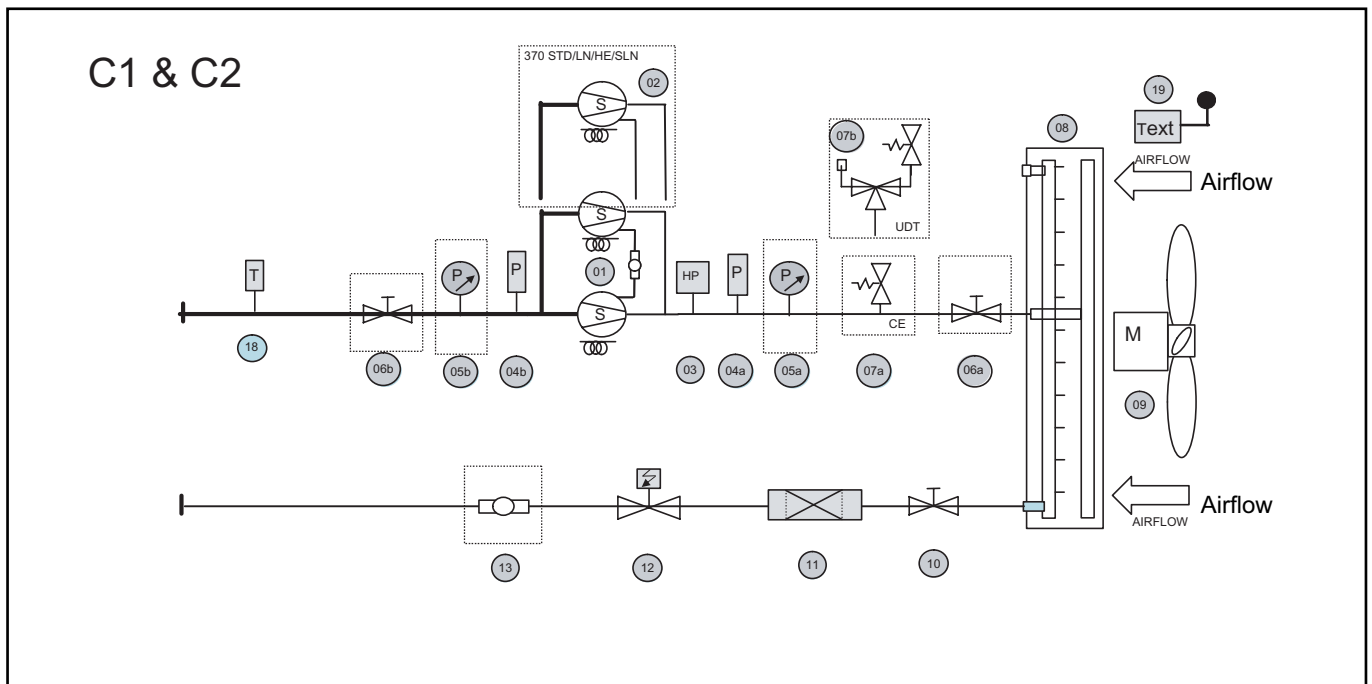 C1 & C2
370 STD/LN/HE/SLN
02
S
S
01
S
T
18
06b
P
05b
P
04b
HP
03
P
04a
P
05a
CE
07a
07b
UDT
06a
08
19
Text
AIRFLOW
Airflow
M
09
Airflow
AIRFLOW
13
12
11
10